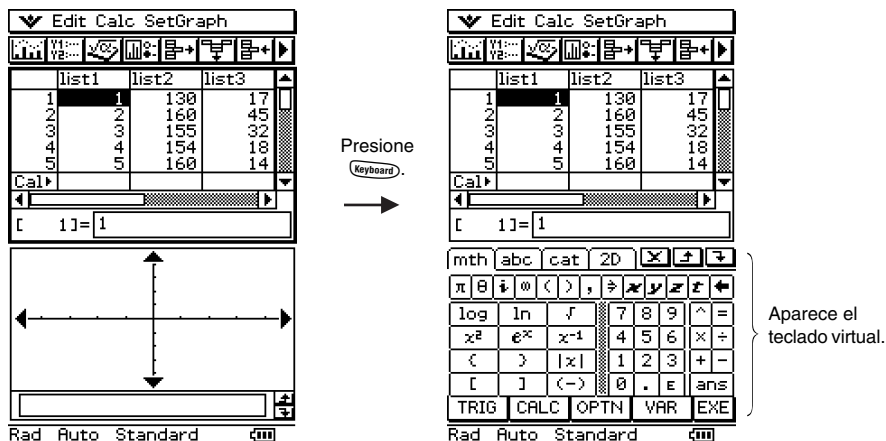 Edit Calc SetGraph
list1 list2 list3
1 1 130 17
2 2 160 45
3 3 155 32
4 4 154 18
5 5 160 14
Cal
[ 1]= 1
Rad Auto Standard
Presione
Keyboard.
Edit Calc SetGraph
list1 list2 list3
1 1 130 17
2 2 160 45
3 3 155 32
4 4 154 18
5 5 160 14
Cal
[ 1]= 1
mth abc cat 2D
π θ i ∞ ( ) , ⇒ x y z t
log ln √ 7 8 9 ^ =
x² eˣ x⁻¹ 4 5 6 × ÷
( ) |x| 1 2 3 + −
[ ] (−) 0 . E ans
TRIG CALC OPTN VAR EXE
Rad Auto Standard
Aparece el
teclado virtual.